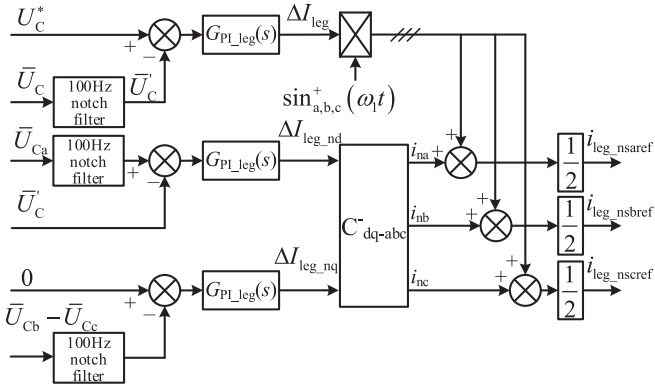 U*C
ΔIleg
GPI_leg(s)
+
−
ŪC
100Hz
notch
filter
Ū'C
sin+a,b,c(ω1t)
ŪCa
100Hz
notch
filter
+
−
GPI_leg(s)
ΔIleg_nd
Ū'C
C-dq-abc
ina
+
+
1/2
ileg_nsaref
inb
+
+
1/2
ileg_nsbref
inc
+
+
1/2
ileg_nscref
0
+
−
GPI_leg(s)
ΔIleg_nq
ŪCb − ŪCc
100Hz
notch
filter